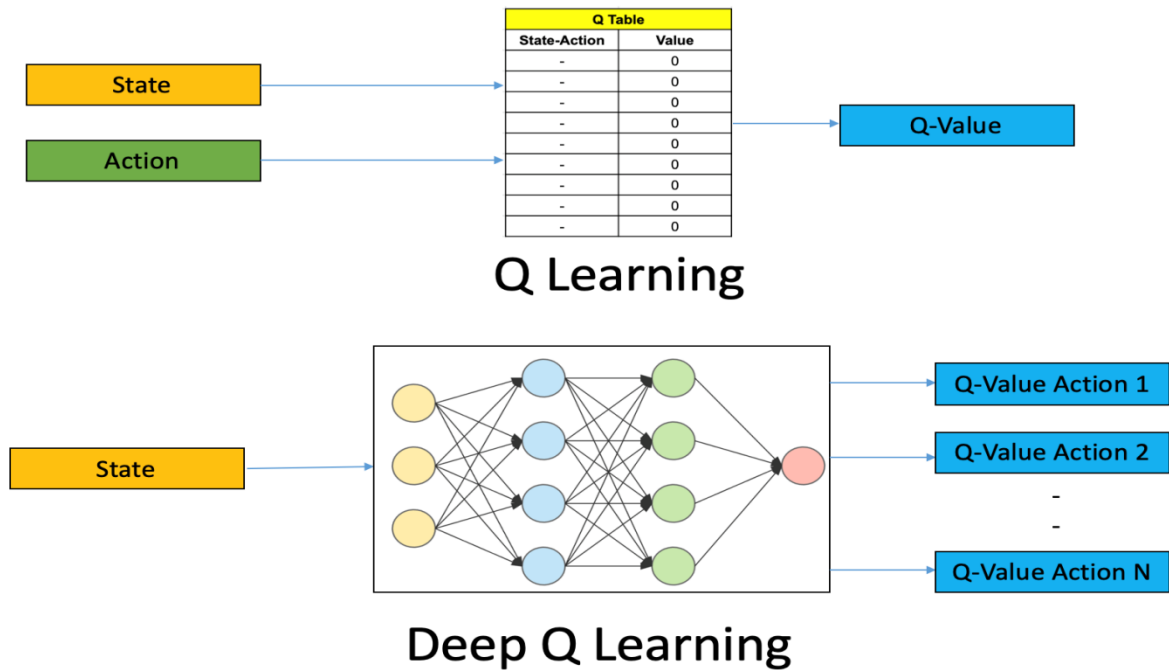 Q Table
State-Action Value
- 0
- 0
- 0
- 0
- 0
- 0
- 0
- 0
- 0
State
Action
Q-Value
Q Learning
State
Q-Value Action 1
Q-Value Action 2
-
-
Q-Value Action N
Deep Q Learning